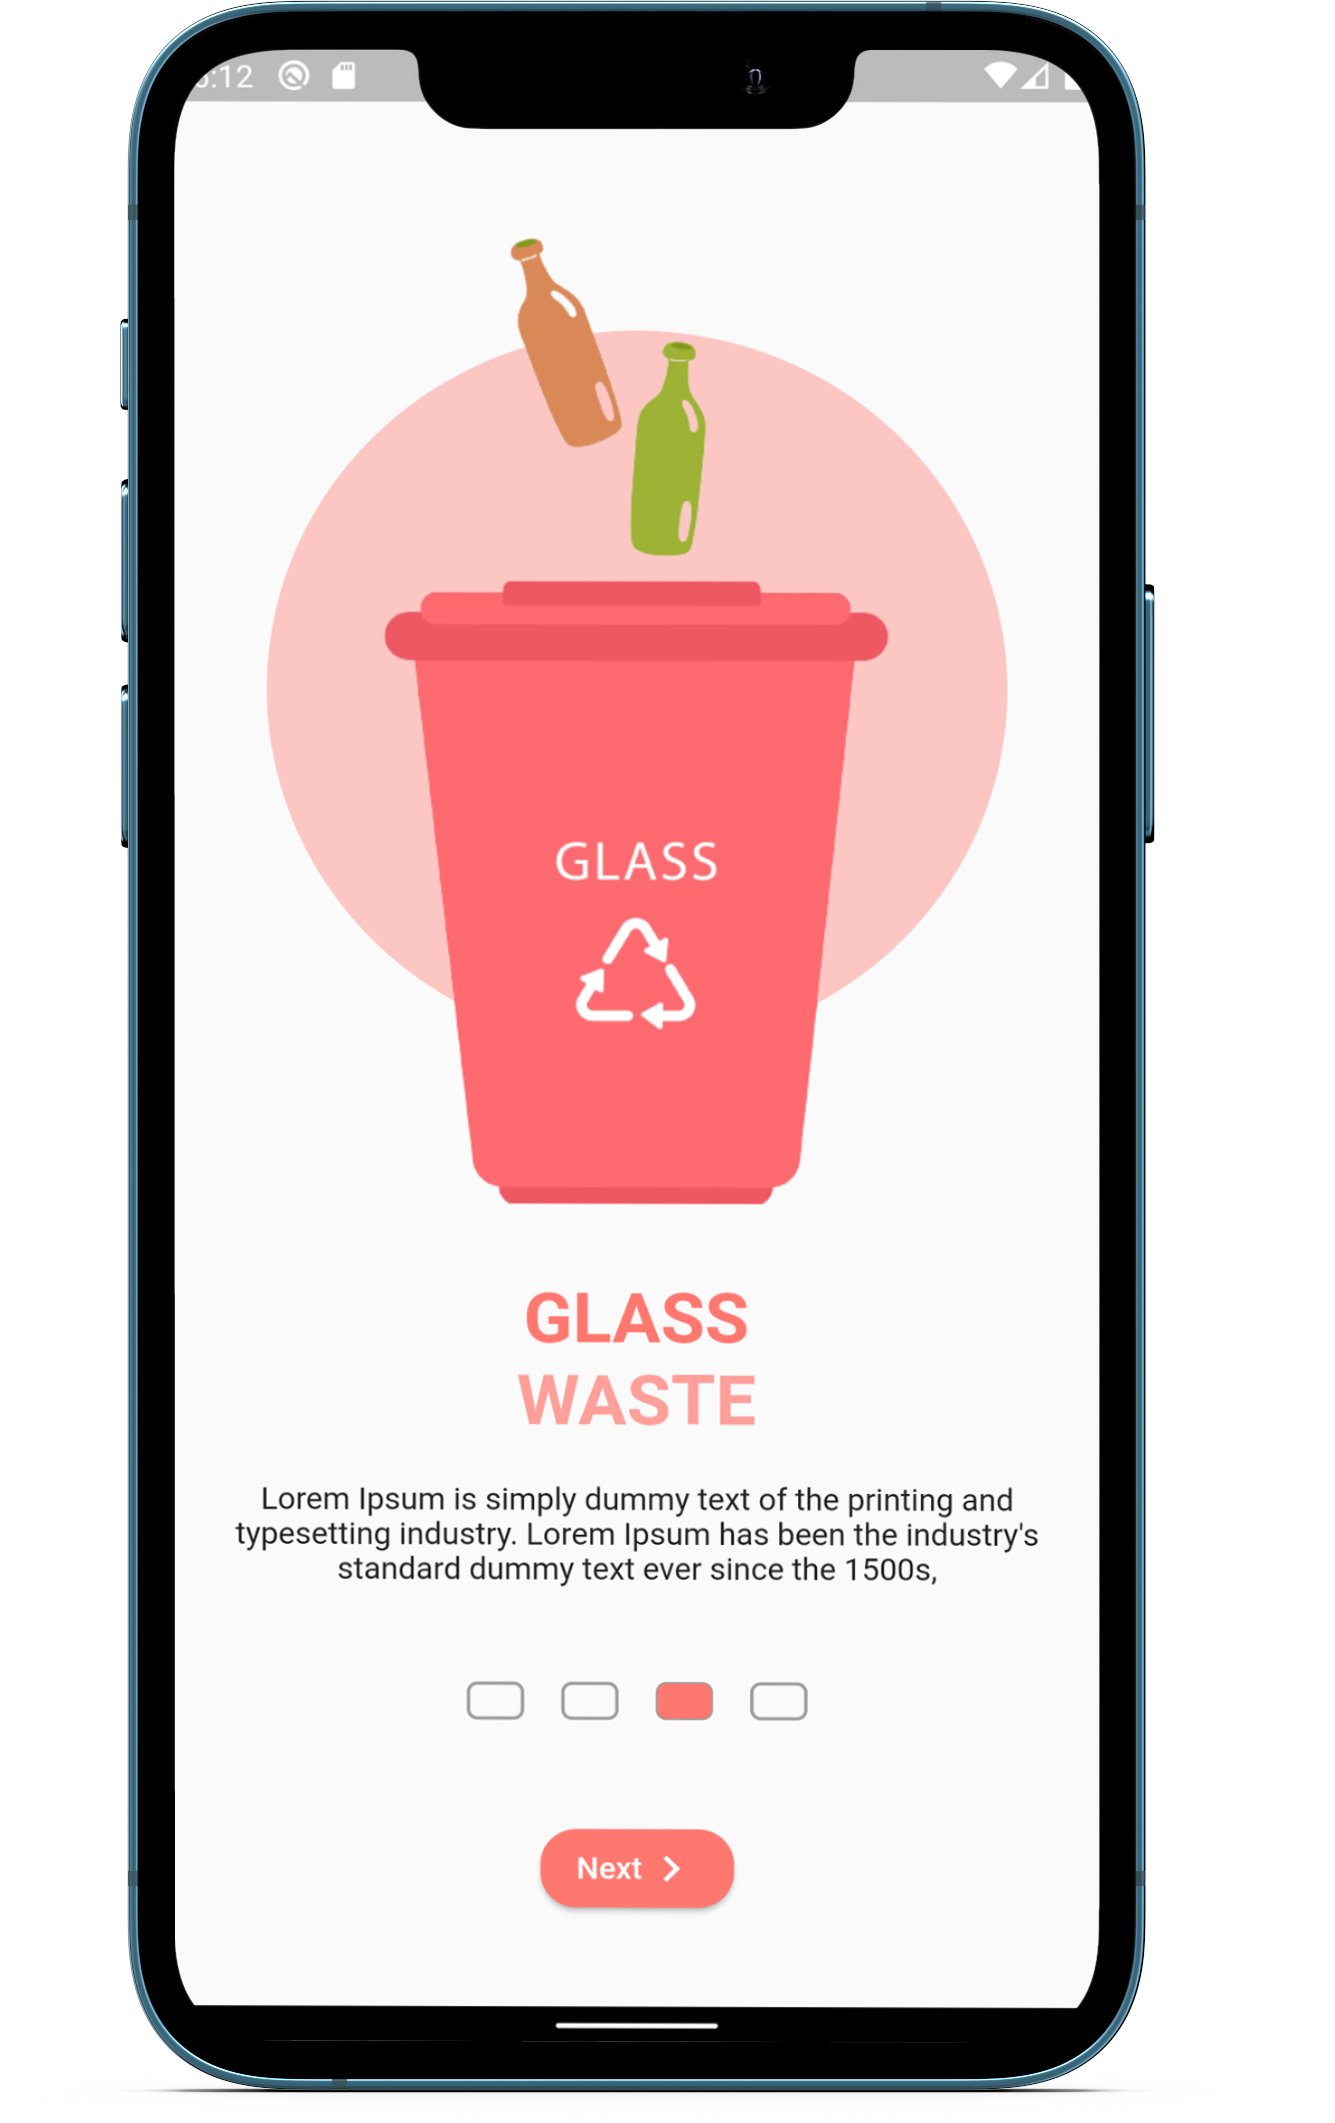 :12
GLASS
GLASS
WASTE
Lorem Ipsum is simply dummy text of the printing and
typesetting industry. Lorem Ipsum has been the industry's
standard dummy text ever since the 1500s,
Next